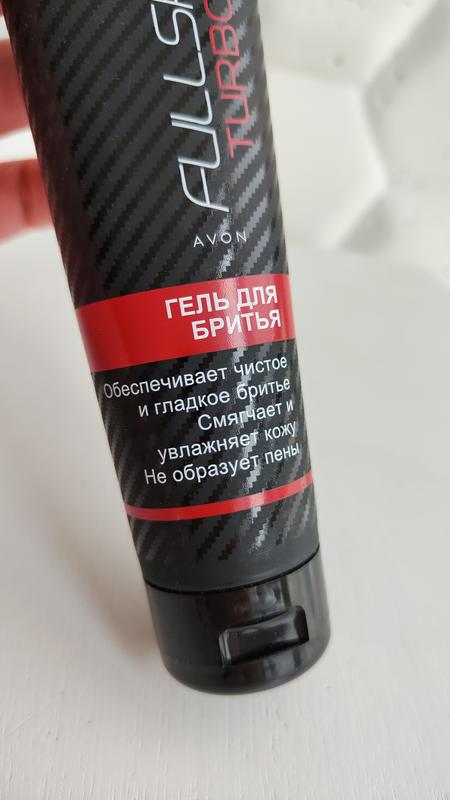 AVON
ГЕЛЬ ДЛЯ
БРИТЬЯ
Обеспечивает чистое
и гладкое бритье
Смягчает и
увлажняет кожу
Не образует пены